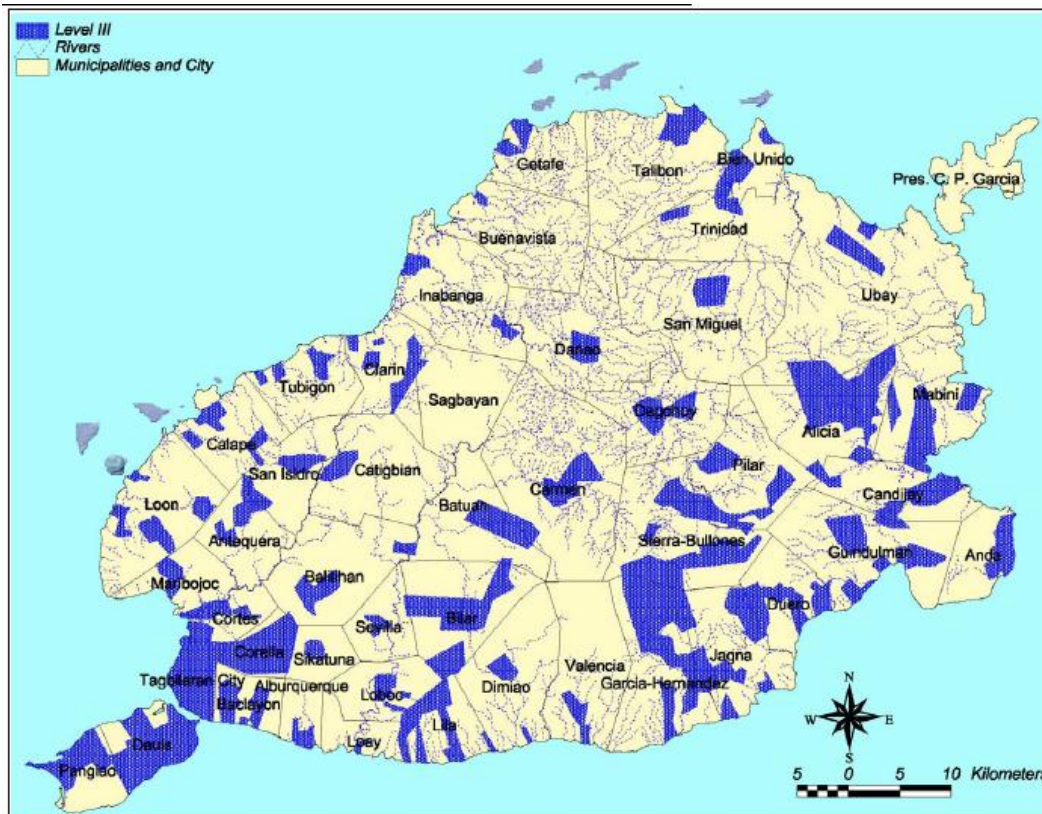 Level III
Rivers
Municipalities and City
Getafe
Talibon
Bien Unido
Pres. C. P. Garcia
Buenavista
Trinidad
Inabanga
Ubay
San Miguel
Danao
Clarin
Tubigon
Sagbayan
Dagohoy
Mabini
Alicia
Calape
San Isidro
Catigbian
Pilar
Carmen
Candijay
Loon
Batuan
Antequera
Sierra-Bullones
Guindulman
Anda
Maribojoc
Balilihan
Duero
Cortes
Sevilla
Bilar
Corella
Sikatuna
Jagna
Valencia
Tagbilaran City
Alburquerque
Dimiao
Garcia-Hernandez
Baclayon
Loboc
Lila
Loay
Dauis
Panglao
N
W E
S
5 0 5 10 Kilometers